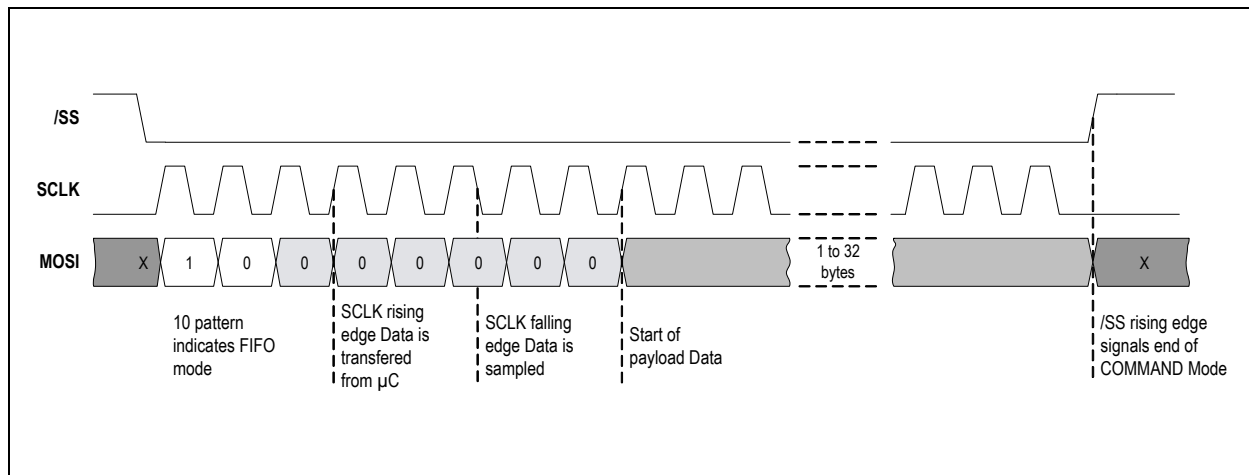 /SS
SCLK
MOSI
X 1 0 0 0 0 0 0 0 1 to 32 X
bytes
10 pattern
indicates FIFO
mode
SCLK rising
edge Data is
transfered
from µC
SCLK falling
edge Data is
sampled
Start of
payload Data
/SS rising edge
signals end of
COMMAND Mode